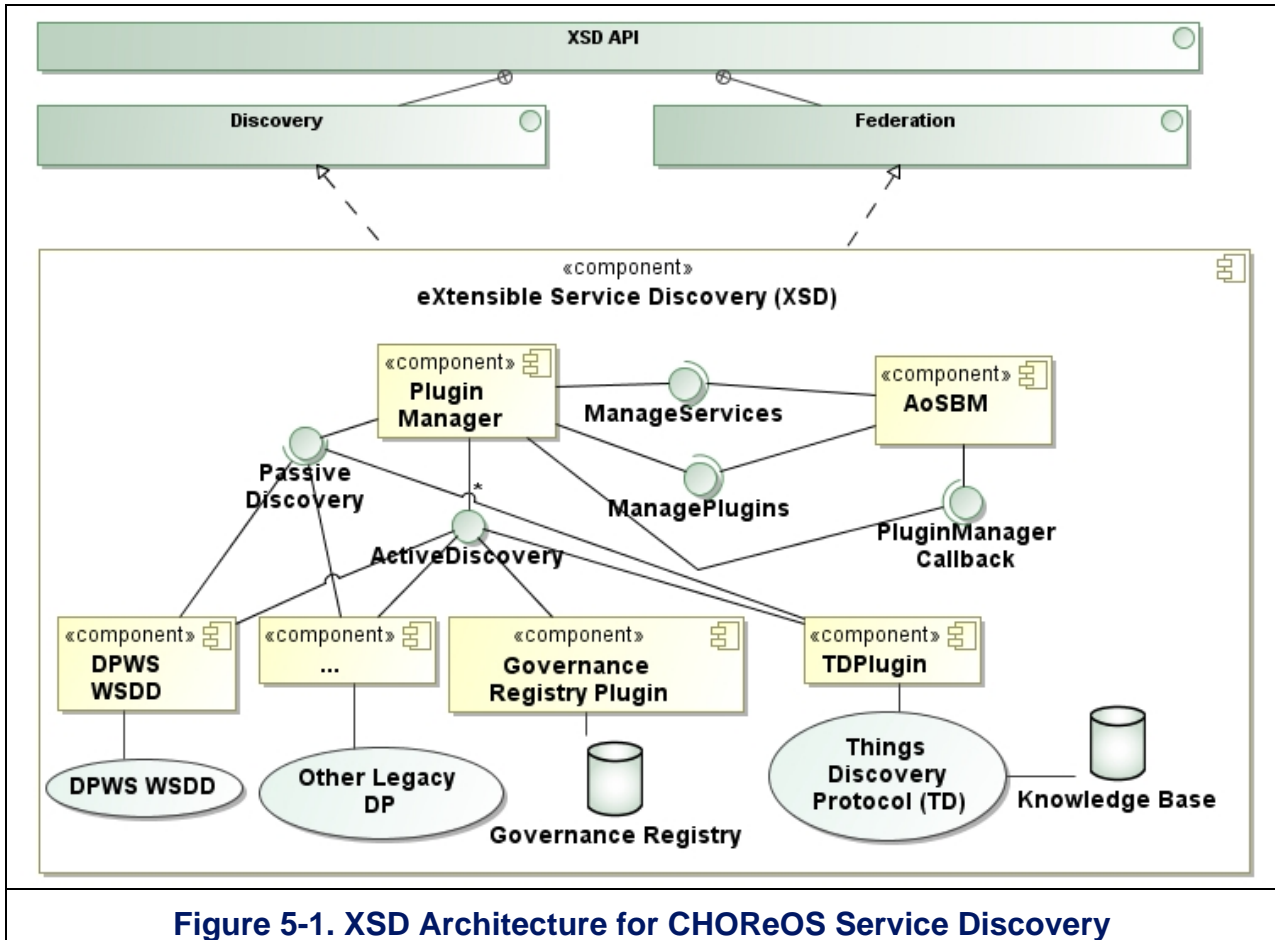 XSD API
Discovery
Federation
«component»
eXtensible Service Discovery (XSD)
«component»
Plugin
Manager
ManageServices
«component»
AoSBM
Passive
Discovery
*
ManagePlugins
PluginManager
Callback
ActiveDiscovery
«component»
DPWS
WSDD
«component»
...
«component»
Governance
Registry Plugin
«component»
TDPlugin
DPWS WSDD
Other Legacy
DP
Governance Registry
Things
Discovery
Protocol (TD)
Knowledge Base
Figure 5-1. XSD Architecture for CHOReOS Service Discovery